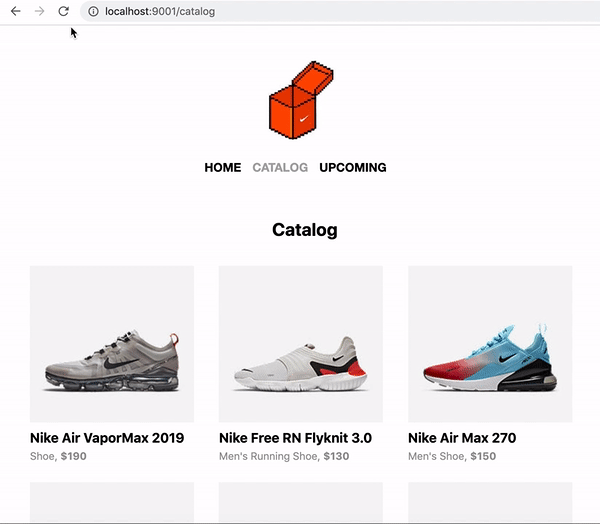 localhost:9001/catalog
HOME CATALOG UPCOMING
Catalog
Nike Air VaporMax 2019 Nike Free RN Flyknit 3.0 Nike Air Max 270
Shoe, $190 Men's Running Shoe, $130 Men's Shoe, $150